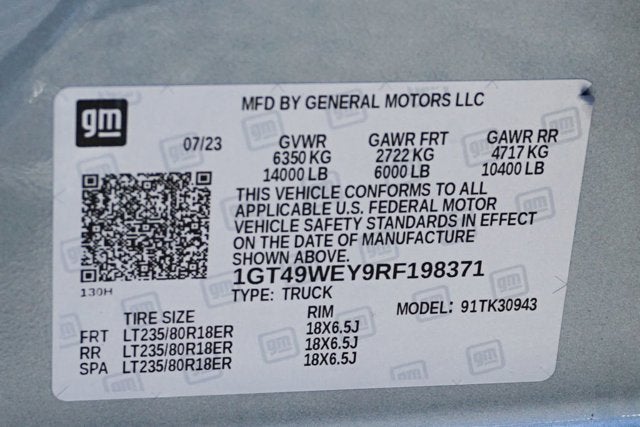 gm
MFD BY GENERAL MOTORS LLC
07/23 GVWR GAWR FRT GAWR RR
6350 KG 2722 KG 4717 KG
14000 LB 6000 LB 10400 LB
THIS VEHICLE CONFORMS TO ALL
APPLICABLE U.S. FEDERAL MOTOR
VEHICLE SAFETY STANDARDS IN EFFECT
ON THE DATE OF MANUFACTURE
SHOWN ABOVE.
1GT49WEY9RF198371
130H
TYPE: TRUCK MODEL: 91TK30943
TIRE SIZE RIM
FRT LT235/80R18ER 18X6.5J
RR LT235/80R18ER 18X6.5J
SPA LT235/80R18ER 18X6.5J